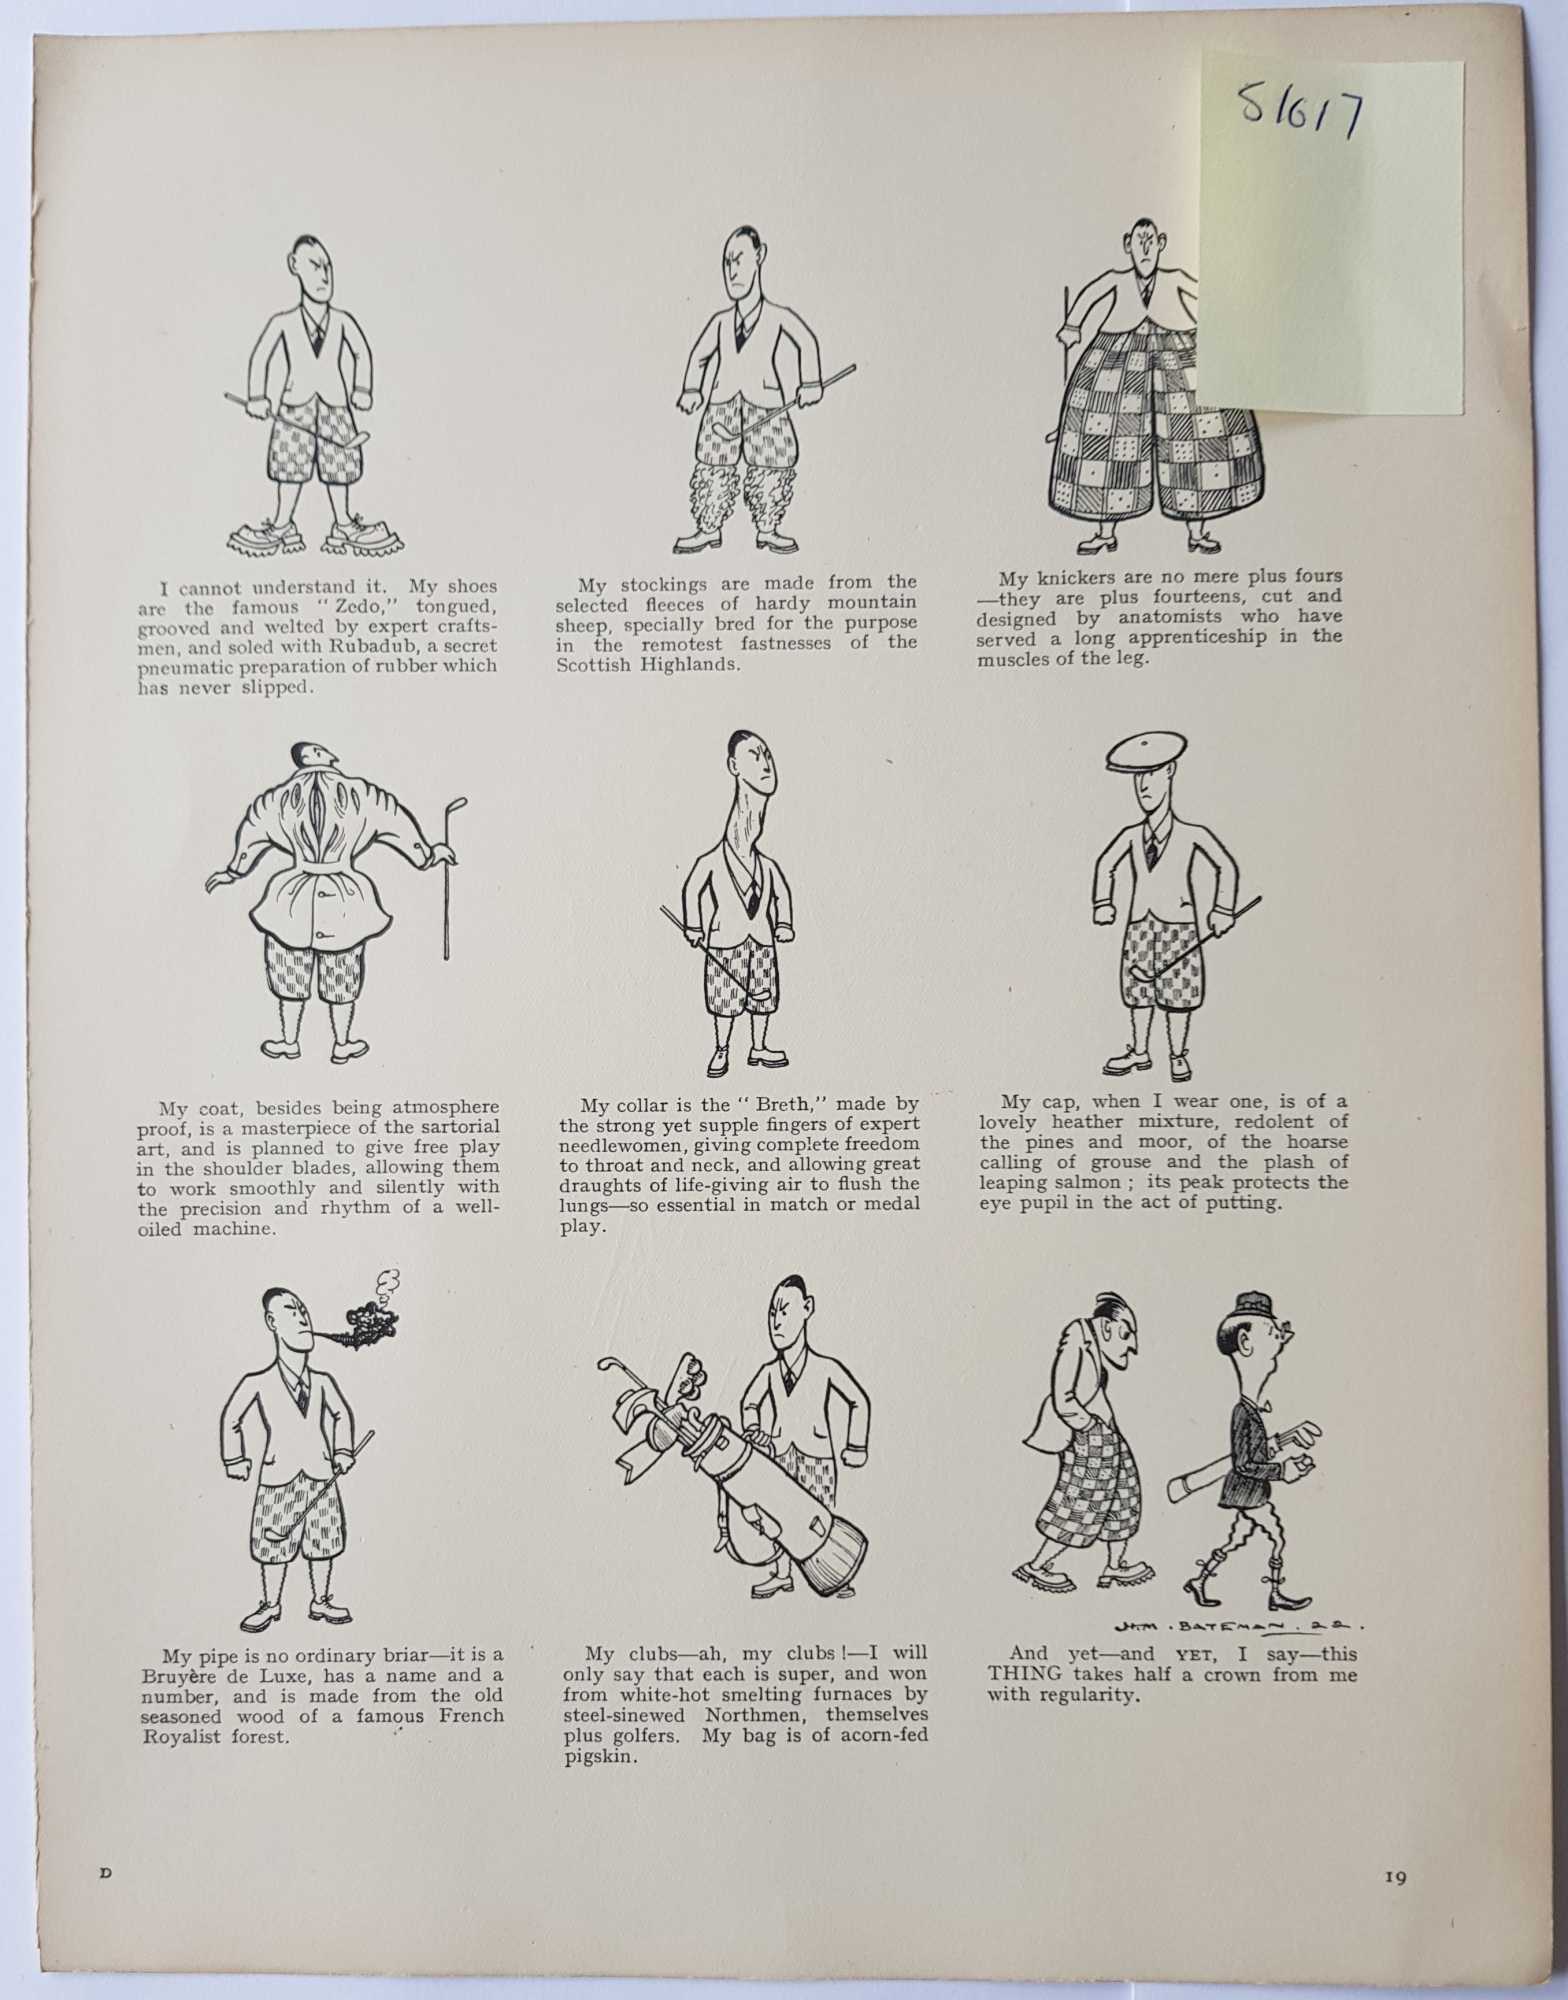 51617
I cannot understand it. My shoes
are the famous “Zedo,” tongued,
grooved and welted by expert crafts-
men, and soled with Rubadub, a secret
pneumatic preparation of rubber which
has never slipped.
My stockings are made from the
selected fleeces of hardy mountain
sheep, specially bred for the purpose
in the remotest fastnesses of the
Scottish Highlands.
My knickers are no mere plus fours
—they are plus fourteens, cut and
designed by anatomists who have
served a long apprenticeship in the
muscles of the leg.
My coat, besides being atmosphere
proof, is a masterpiece of the sartorial
art, and is planned to give free play
in the shoulder blades, allowing them
to work smoothly and silently with
the precision and rhythm of a well-
oiled machine.
My collar is the “Breth,” made by
the strong yet supple fingers of expert
needlewomen, giving complete freedom
to throat and neck, and allowing great
draughts of life-giving air to flush the
lungs—so essential in match or medal
play.
My cap, when I wear one, is of a
lovely heather mixture, redolent of
the pines and moor, of the hoarse
calling of grouse and the plash of
leaping salmon ; its peak protects the
eye pupil in the act of putting.
My pipe is no ordinary briar—it is a
Bruyère de Luxe, has a name and a
number, and is made from the old
seasoned wood of a famous French
Royalist forest.
My clubs—ah, my clubs !—I will
only say that each is super, and won
from white-hot smelting furnaces by
steel-sinewed Northmen, themselves
plus golfers. My bag is of acorn-fed
pigskin.
H.M. BATEMAN. 22.
And yet—and YET, I say—this
THING takes half a crown from me
with regularity.
D
19